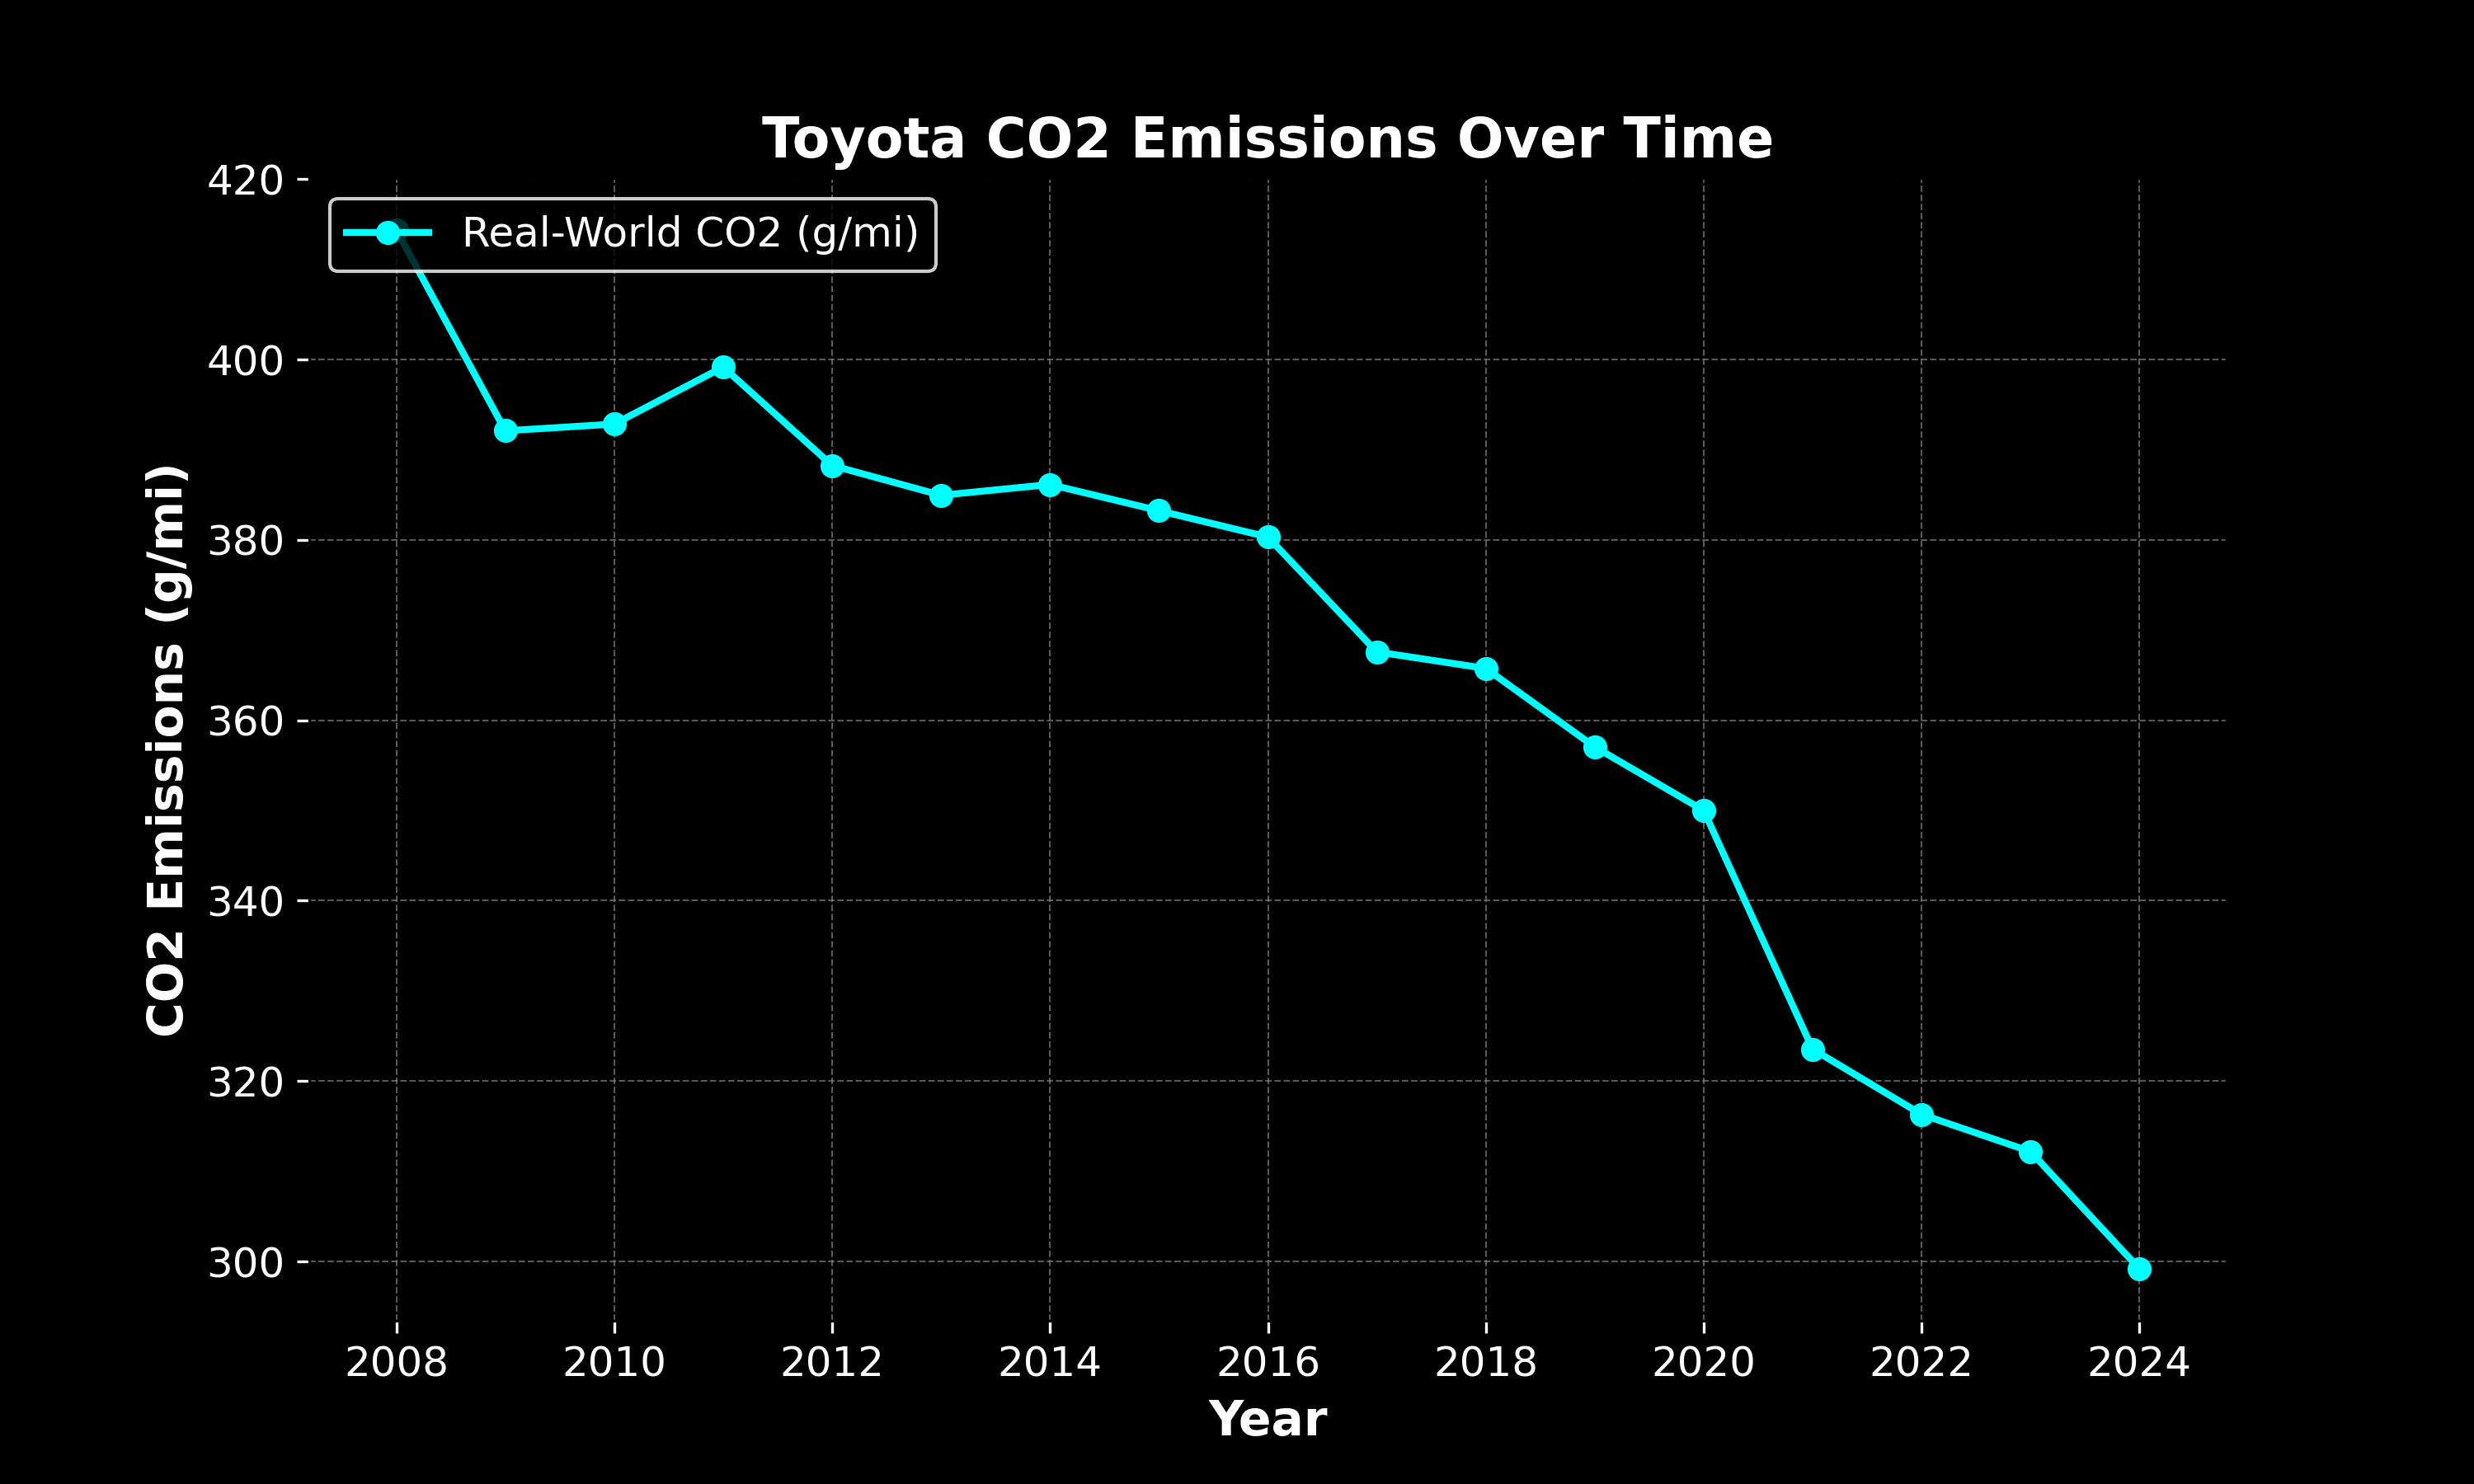 Toyota CO2 Emissions Over Time
Real-World CO2 (g/mi)
CO2 Emissions (g/mi)
420
400
380
360
340
320
300
2008 2010 2012 2014 2016 2018 2020 2022 2024
Year